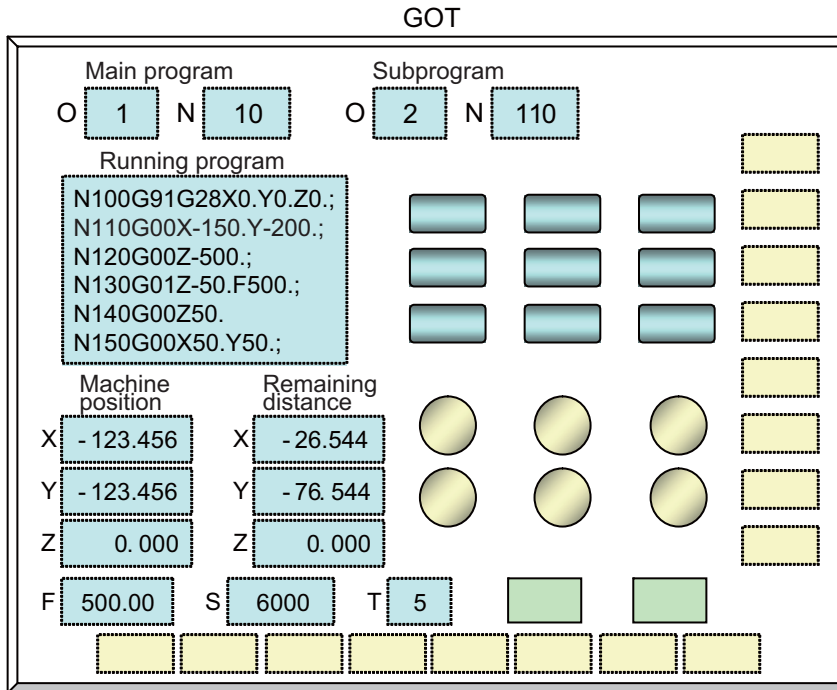 GOT
Main program Subprogram
O 1 N 10 O 2 N 110
Running program
N100G91G28X0.Y0.Z0.;
N110G00X-150.Y-200.;
N120G00Z-500.;
N130G01Z-50.F500.;
N140G00Z50.
N150G00X50.Y50.;
Machine position Remaining distance
X -123.456 X -26.544
Y -123.456 Y -76.544
Z 0.000 Z 0.000
F 500.00 S 6000 T 5